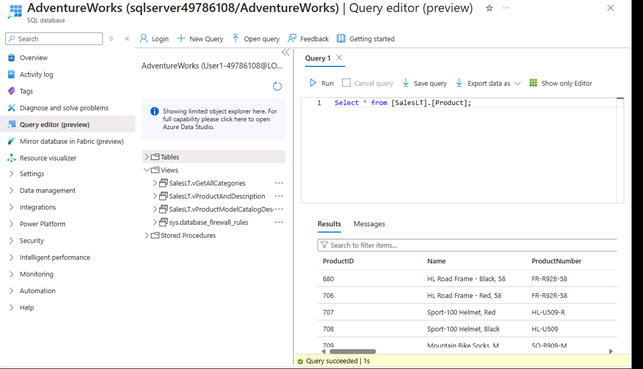 AdventureWorks (sqlserver49786108/AdventureWorks) | Query editor (preview)
SQL database
Search
Login
New Query
Open query
Feedback
Getting started
Overview
Activity log
Tags
Diagnose and solve problems
Query editor (preview)
Mirror database in Fabric (preview)
Resource visualizer
Settings
Data management
Integrations
Power Platform
Security
Intelligent performance
Monitoring
Automation
Help
AdventureWorks (User1-49786108@LO...
Showing limited object explorer here. For
full capability please click here to open
Azure Data Studio.
Tables
Views
SalesLT.vGetAllCategories
SalesLT.vProductAndDescription
SalesLT.vProductModelCatalogDes
sys.database_firewall_rules
Stored Procedures
Query 1
Run Cancel query Save query Export data as Show only Editor
1 Select * from [SalesLT].[Product];
Results Messages
Search to filter items...
ProductID Name ProductNumber
680 HL Road Frame - Black, 58 FR-R92B-58
706 HL Road Frame - Red, 58 FR-R92R-58
707 Sport-100 Helmet, Red HL-U509-R
708 Sport-100 Helmet, Black HL-U509
709 Mountain Bike Socks, M SO-B909-M
Query succeeded | 1s